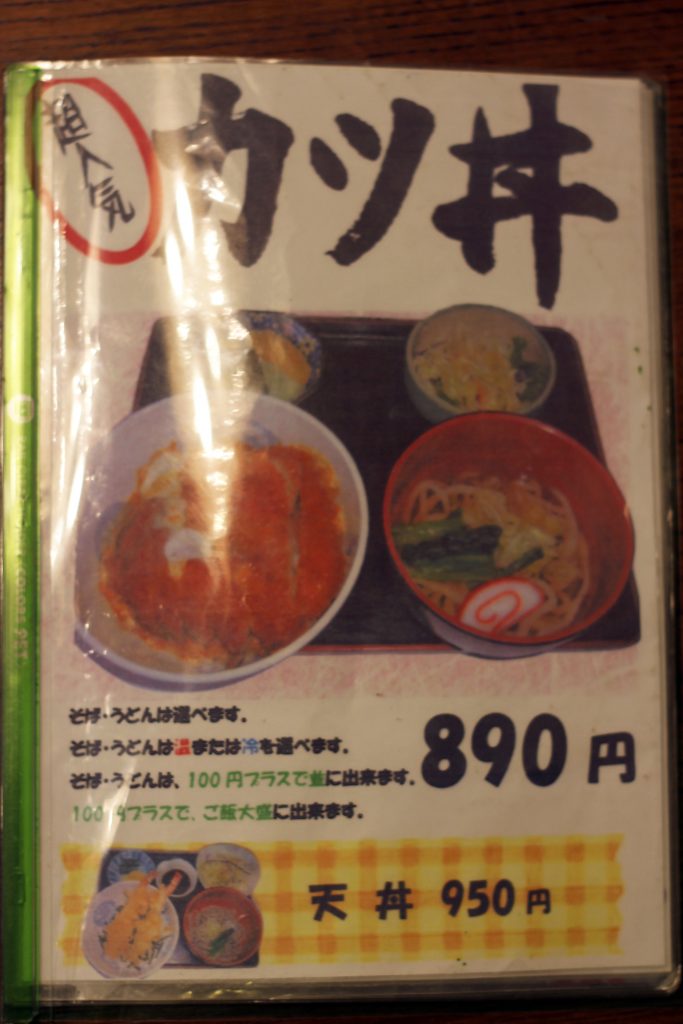 超人気
カツ丼
そば・うどんは選べます。
そば・うどんは温または冷を選べます。
そば・うどんは、100円プラスで並に出来ます。
100円プラスで、ご飯大盛に出来ます。
890円
天丼 950円